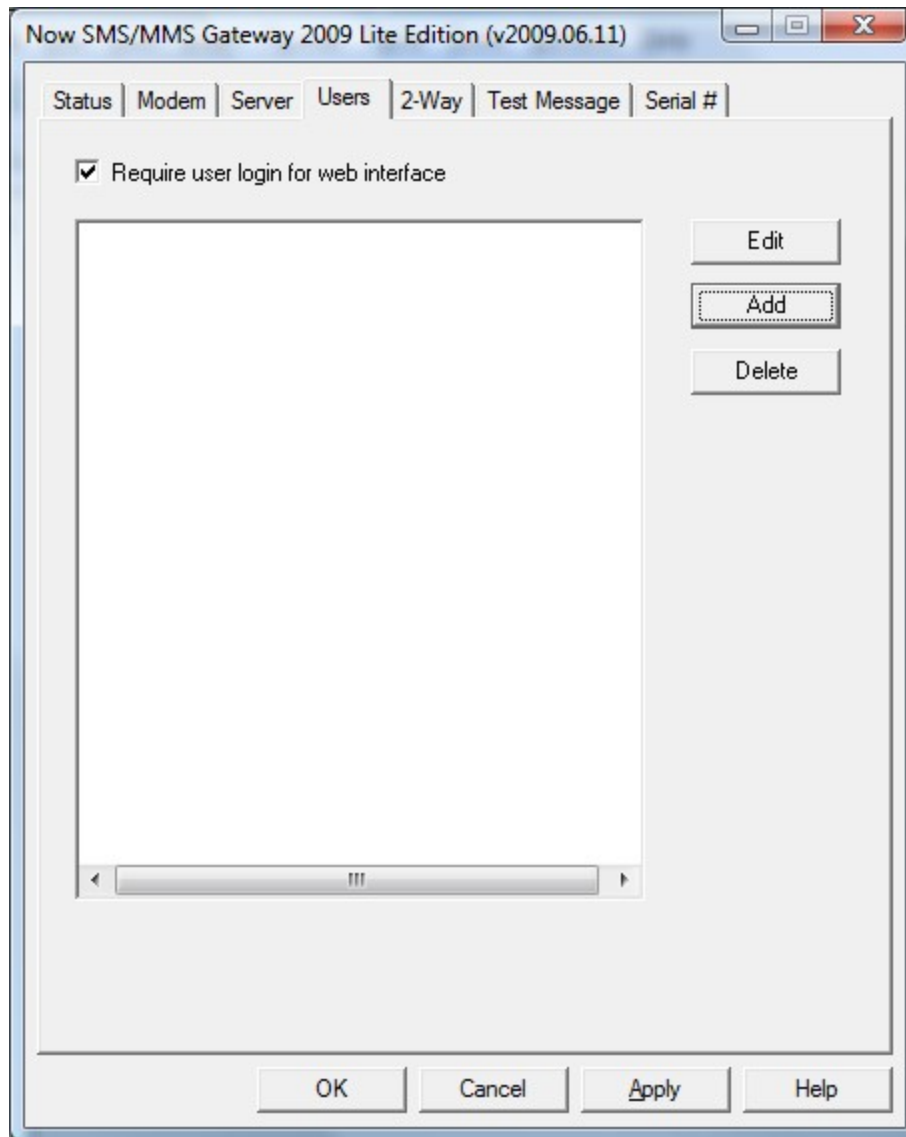 Now SMS/MMS Gateway 2009 Lite Edition (v2009.06.11)
Status Modem Server Users 2-Way Test Message Serial #
Require user login for web interface
Edit
Add
Delete
OK Cancel Apply Help